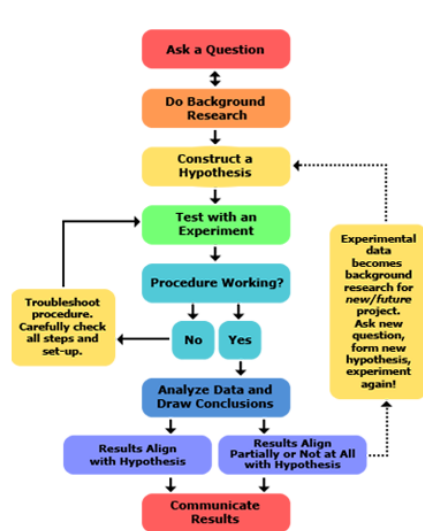 Ask a Question
Do Background
Research
Construct a
Hypothesis
Test with an
Experiment
Procedure Working?
No
Yes
Troubleshoot
procedure.
Carefully check
all steps and
set-up.
Experimental
data
becomes
background
research for
new/future
project.
Ask new
question,
form new
hypothesis,
experiment
again!
Analyze Data and
Draw Conclusions
Results Align
with Hypothesis
Results Align
Partially or Not at All
with Hypothesis
Communicate
Results